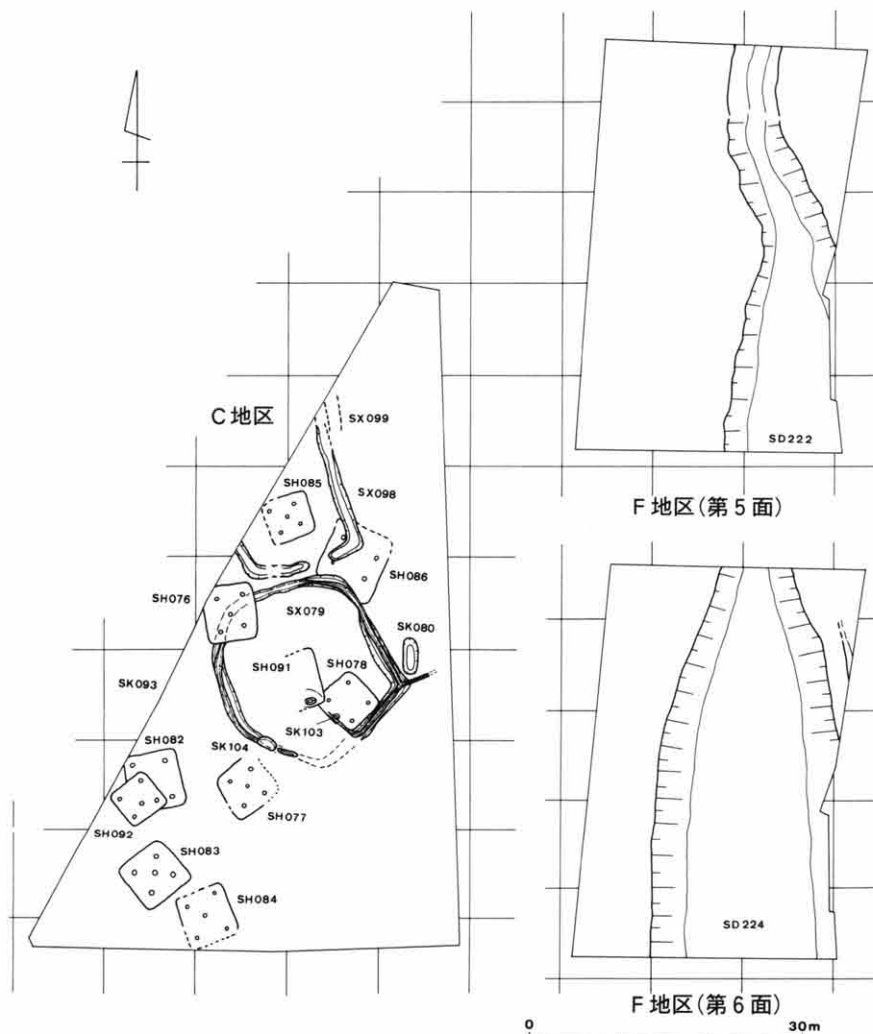 C地区
SX099
SH085
SX098
SH086
SH076
SX079
SK080
SH091
SH078
SK093
SK103
SK104
SH082
SH077
SH092
SH083
SH084
SD222
F地区(第5面)
SD224
F地区(第6面)
0
30m